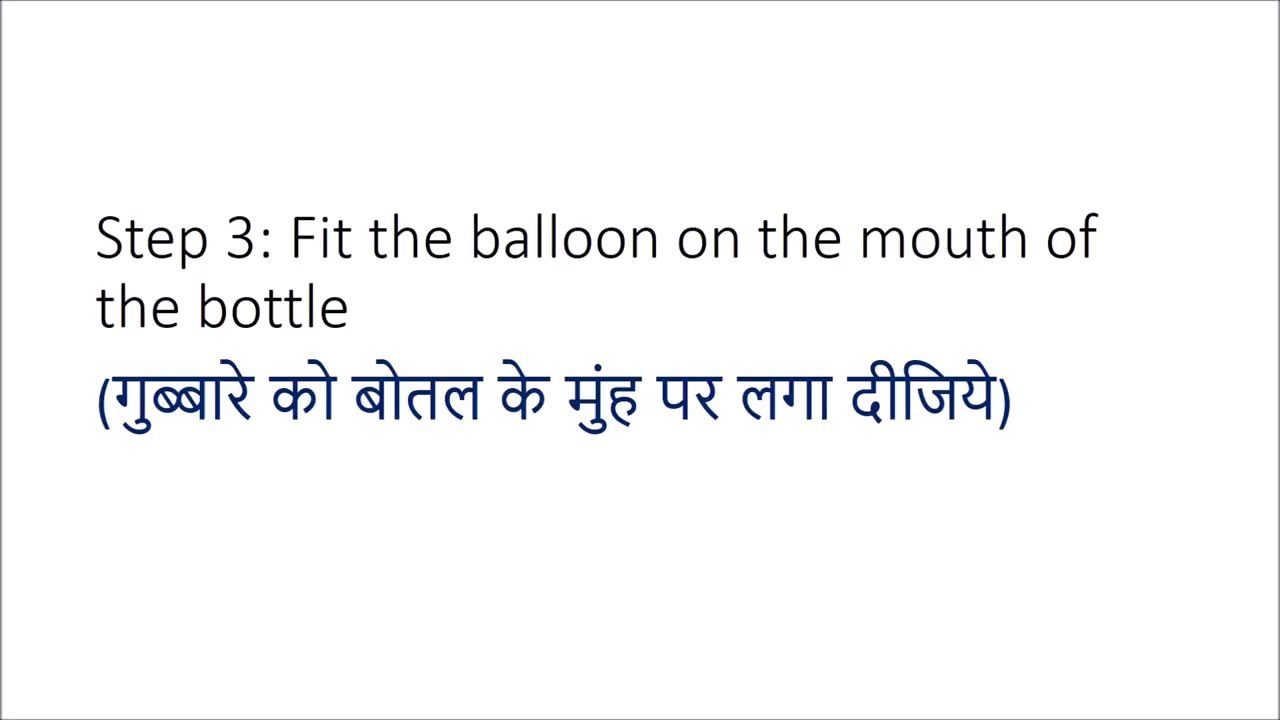 Step 3: Fit the balloon on the mouth of
the bottle
(गुब्बारे को बोतल के मुंह पर लगा दीजिये)